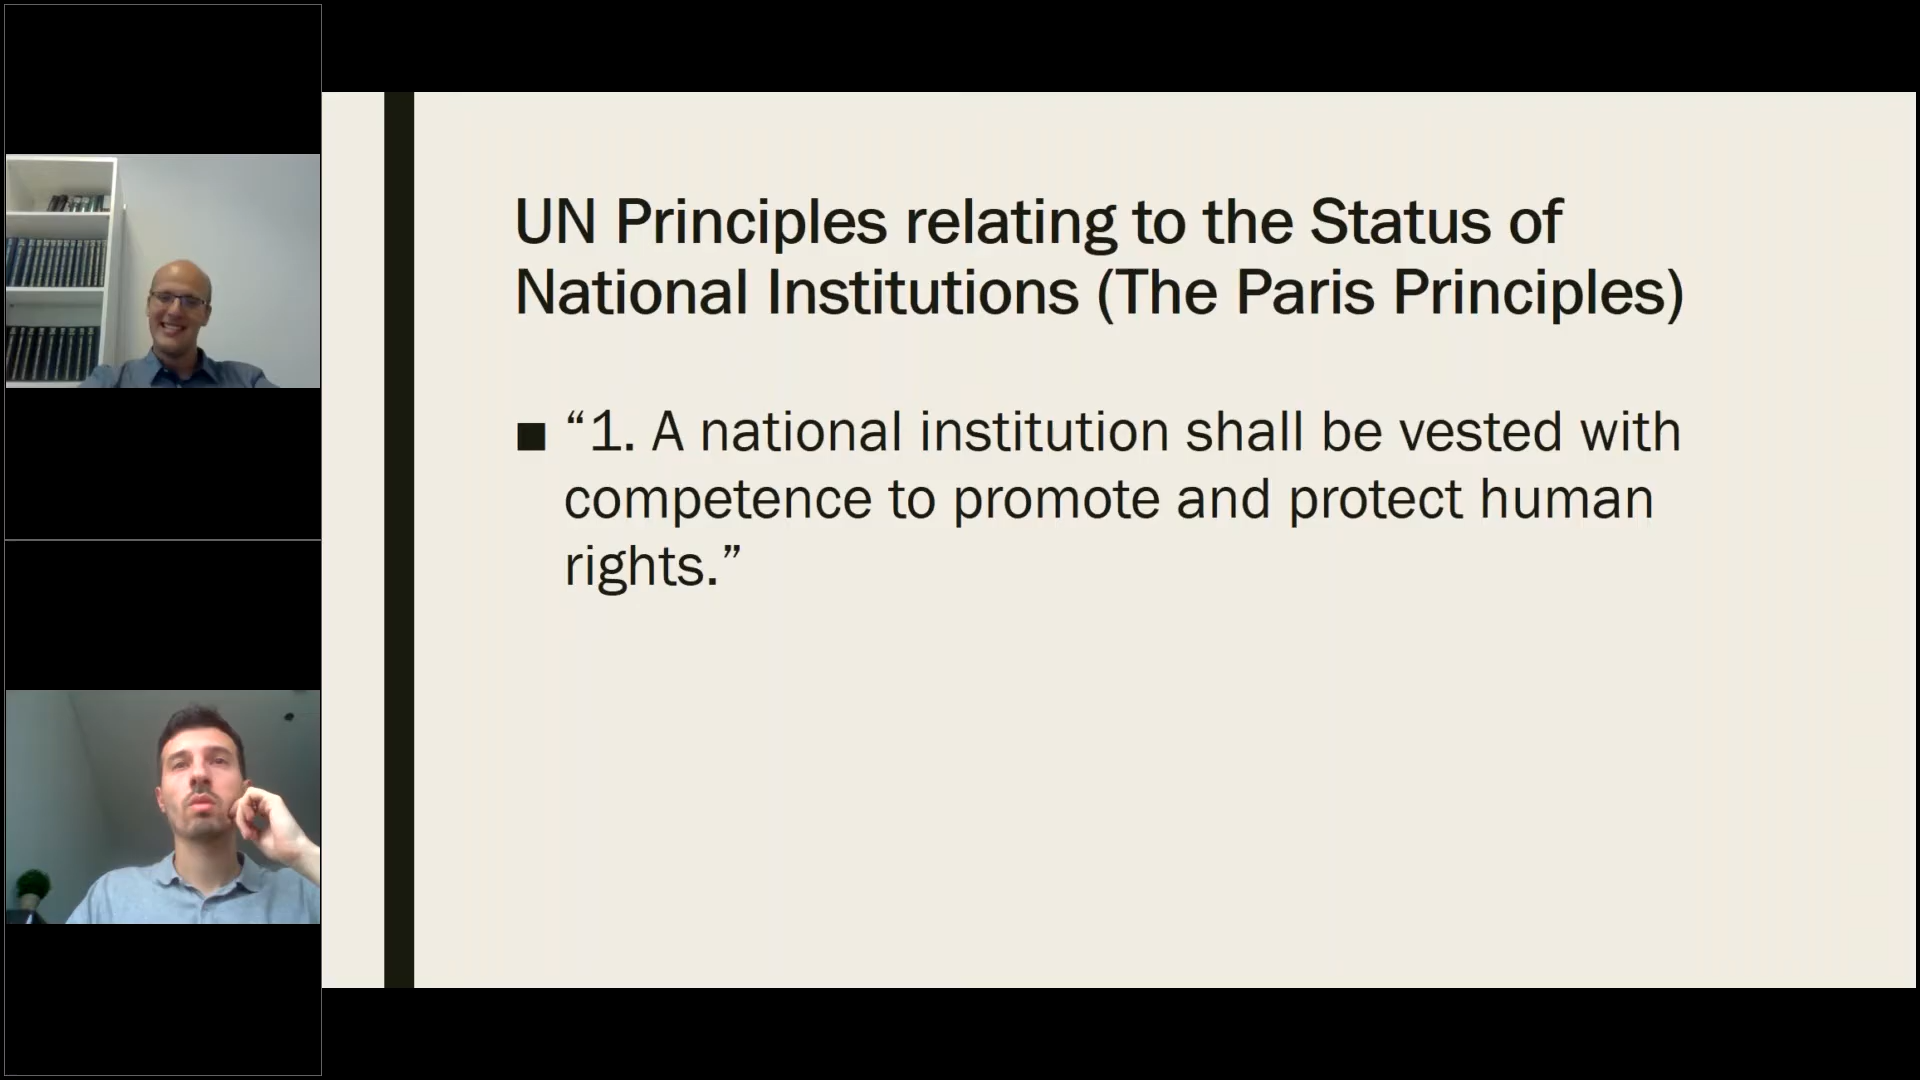 UN Principles relating to the Status of
National Institutions (The Paris Principles)
■ “1. A national institution shall be vested with
competence to promote and protect human
rights.”